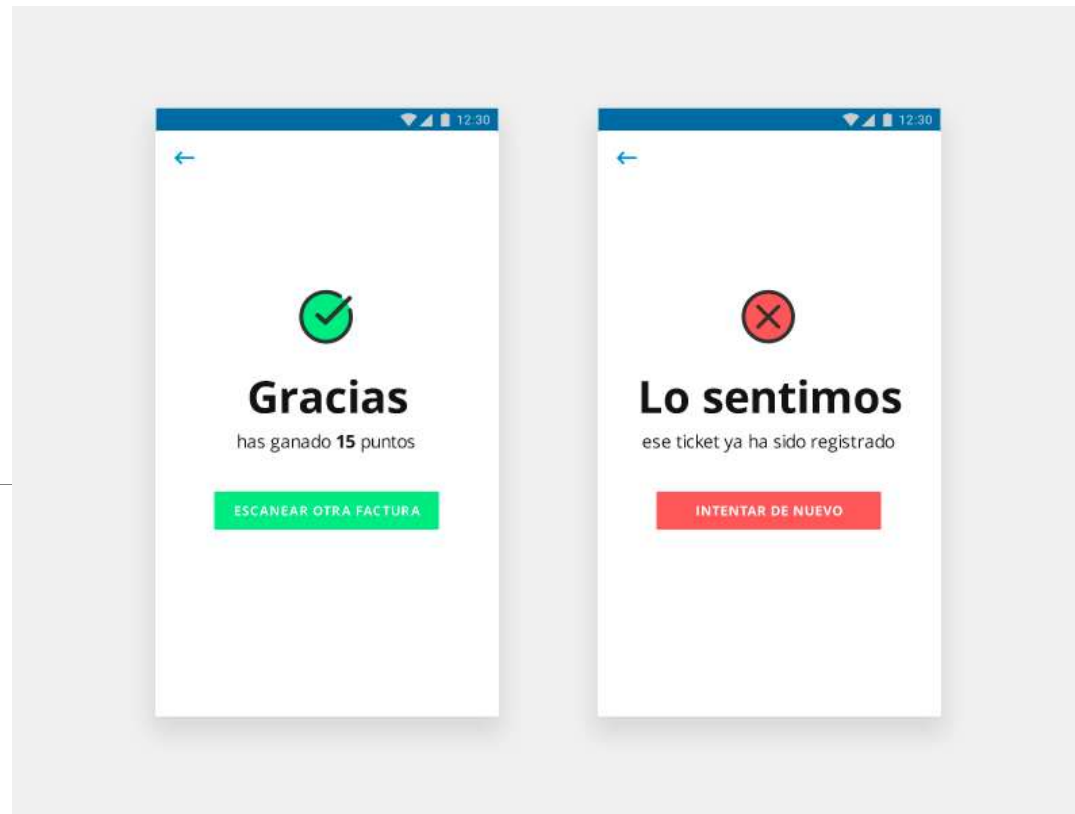 12:30
Gracias
has ganado 15 puntos
ESCANEAR OTRA FACTURA
12:30
Lo sentimos
ese ticket ya ha sido registrado
INTENTAR DE NUEVO